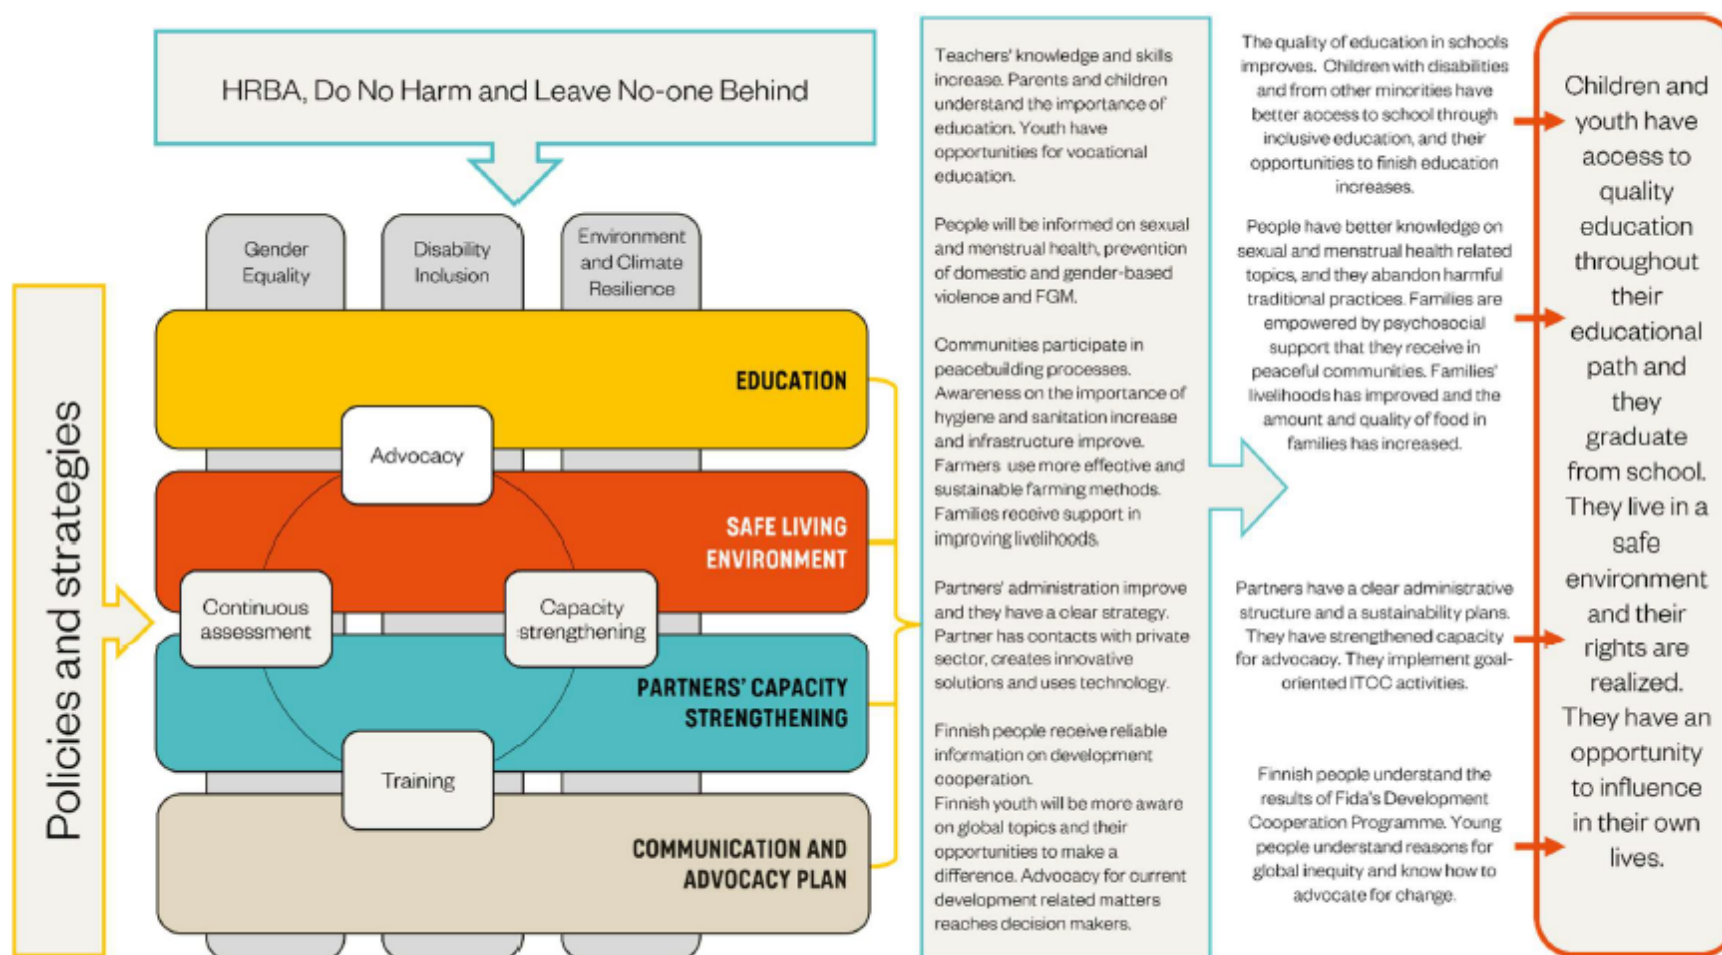 HRBA, Do No Harm and Leave No-one Behind
Policies and strategies
Gender
Equality
Disability
Inclusion
Environment
and Climate
Resilience
EDUCATION
Advocacy
SAFE LIVING
ENVIRONMENT
Continuous
assessment
Capacity
strengthening
PARTNERS' CAPACITY
STRENGTHENING
Training
COMMUNICATION AND
ADVOCACY PLAN
Teachers' knowledge and skills
increase. Parents and children
understand the importance of
education. Youth have
opportunities for vocational
education.
People will be informed on sexual
and menstrual health, prevention
of domestic and gender-based
violence and FGM.
Communities participate in
peacebuilding processes.
Awareness on the importance of
hygiene and sanitation increase
and infrastructure improve.
Farmers use more effective and
sustainable farming methods.
Families receive support in
improving livelihoods.
Partners' administration improve
and they have a clear strategy.
Partner has contacts with private
sector, creates innovative
solutions and uses technology.
Finnish people receive reliable
information on development
cooperation.
Finnish youth will be more aware
on global topics and their
opportunities to make a
difference. Advocacy for current
development related matters
reaches decision makers.
The quality of education in schools
improves. Children with disabilities
and from other minorities have
better access to school through
inclusive education, and their
opportunities to finish education
increases.
People have better knowledge on
sexual and menstrual health related
topics, and they abandon harmful
traditional practices. Families are
empowered by psychosocial
support that they receive in
peaceful communities. Families'
livelihoods has improved and the
amount and quality of food in
families has increased.
Partners have a clear administrative
structure and a sustainability plans.
They have strengthened capacity
for advocacy. They implement goal-
oriented ITCC activities.
Finnish people understand the
results of Fida's Development
Cooperation Programme. Young
people understand reasons for
global inequity and know how to
advocate for change.
Children and
youth have
access to
quality
education
throughout
their
educational
path and
they
graduate
from school.
They live in a
safe
environment
and their
rights are
realized.
They have an
opportunity
to influence
in their own
lives.